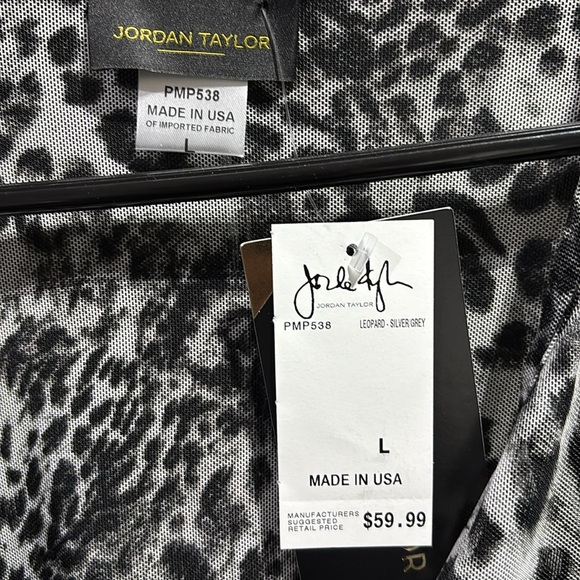 JORDAN TAYLOR
PMP538
MADE IN USA
OF IMPORTED FABRIC
L
JORDAN TAYLOR
PMP538 LEOPARD - SILVER/GREY
L
MADE IN USA
MANUFACTURERS
SUGGESTED
RETAIL PRICE $59.99